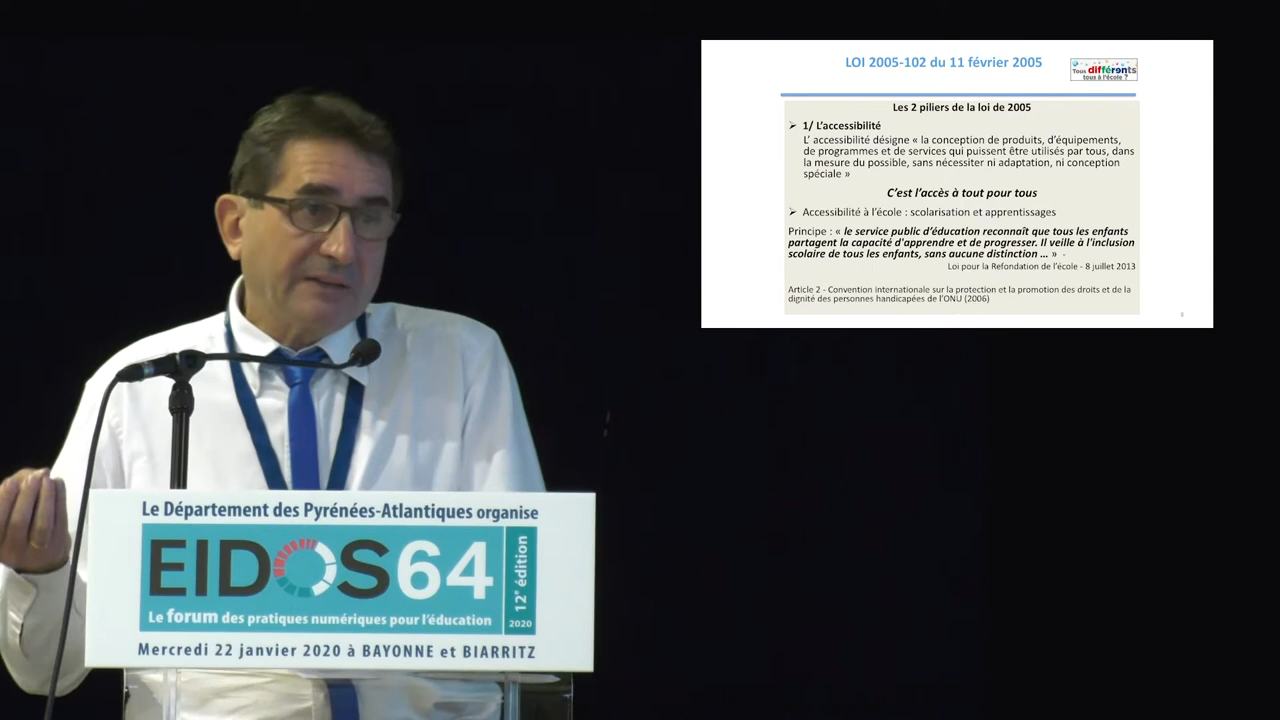 LOI 2005-102 du 11 février 2005
Tous différents
tous à l'école ?
Les 2 piliers de la loi de 2005
➢ 1/ L'accessibilité
L' accessibilité désigne « la conception de produits, d'équipements,
de programmes et de services qui puissent être utilisés par tous, dans
la mesure du possible, sans nécessiter ni adaptation, ni conception
spéciale »
C'est l'accès à tout pour tous
➢ Accessibilité à l'école : scolarisation et apprentissages
Principe : « le service public d'éducation reconnaît que tous les enfants
partagent la capacité d'apprendre et de progresser. Il veille à l'inclusion
scolaire de tous les enfants, sans aucune distinction ... »
Loi pour la Refondation de l'école - 8 juillet 2013
Article 2 - Convention internationale sur la protection et la promotion des droits et de la
dignité des personnes handicapées de l'ONU (2006)
Le Département des Pyrénées-Atlantiques organise
EIDOS64
12e édition
2020
Le forum des pratiques numériques pour l'éducation
Mercredi 22 janvier 2020 à BAYONNE et BIARRITZ